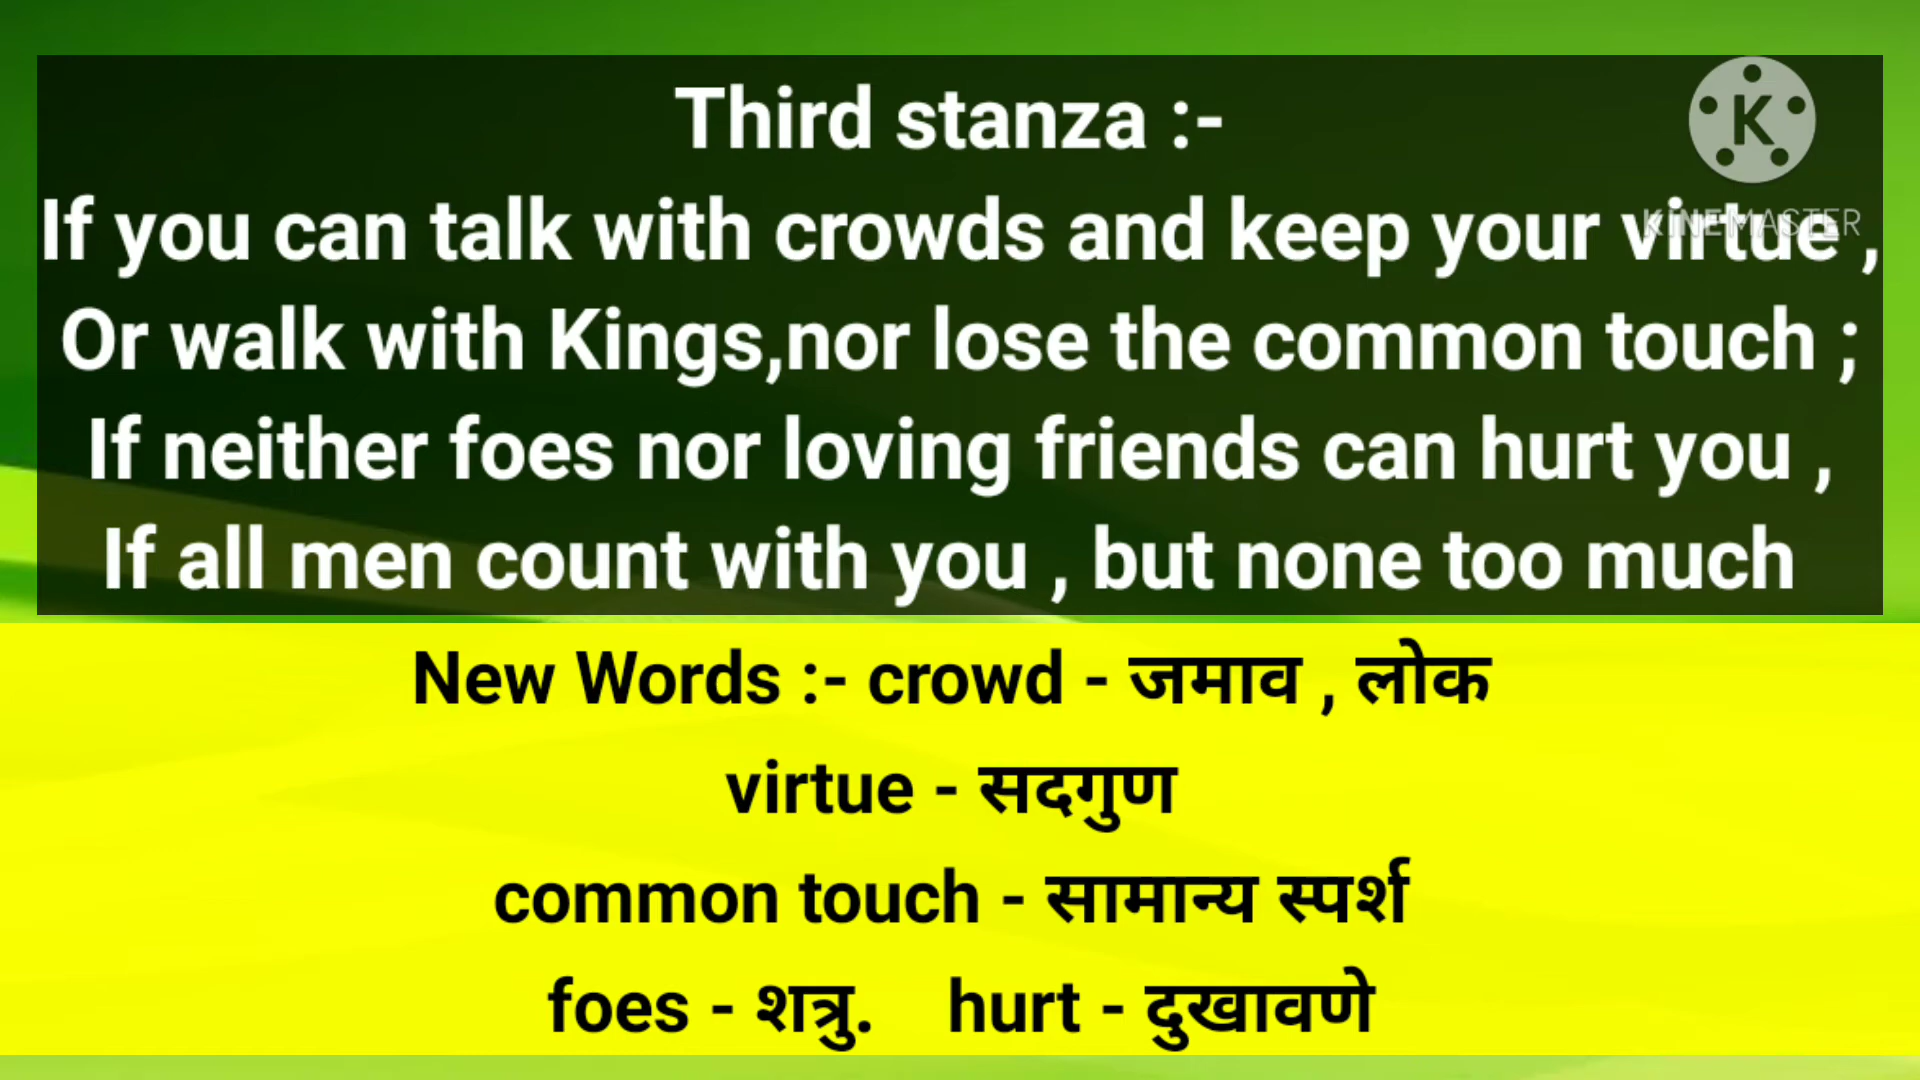 Third stanza :-
K
KINEMASTER
If you can talk with crowds and keep your virtue ,
Or walk with Kings,nor lose the common touch ;
If neither foes nor loving friends can hurt you ,
If all men count with you , but none too much
New Words :- crowd - जमाव , लोक
virtue - सदगुण
common touch - सामान्य स्पर्श
foes - शत्रु. hurt - दुखावणे